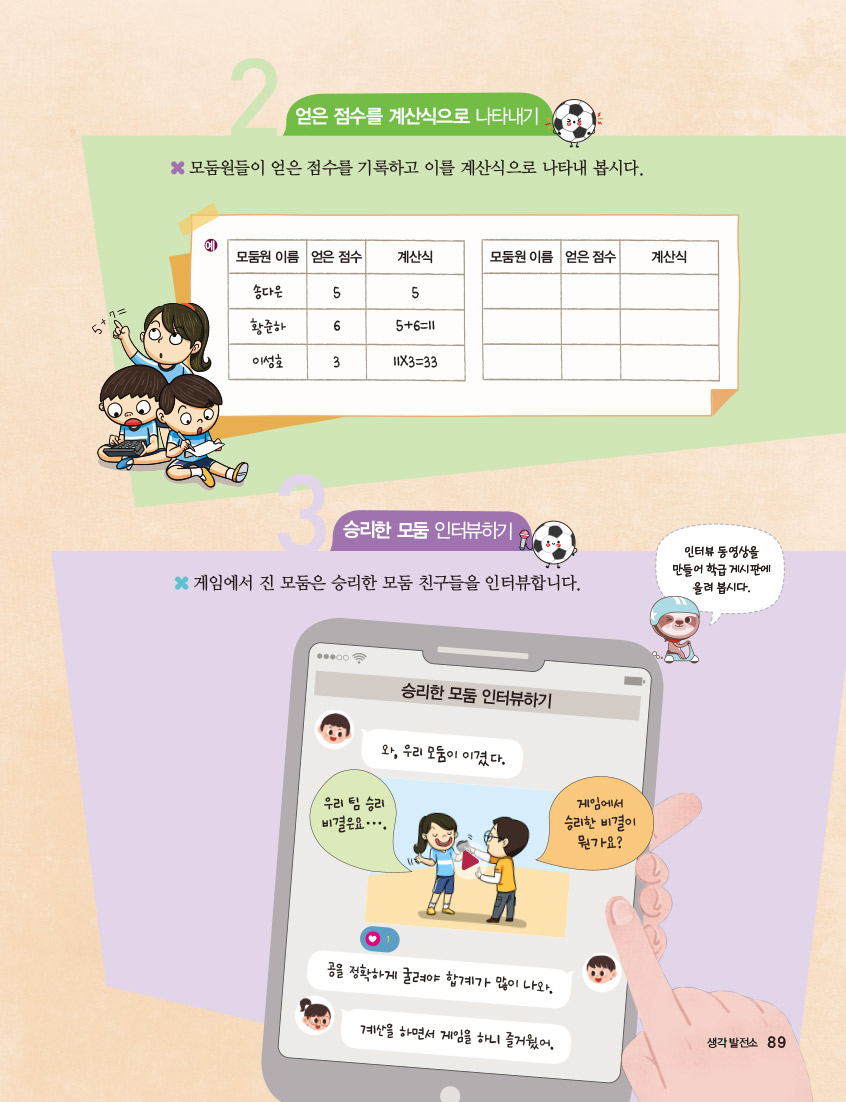 2
얻은 점수를 계산식으로 나타내기
모둠원들이 얻은 점수를 기록하고 이를 계산식으로 나타내 봅시다.
예
모둠원 이름 얻은 점수 계산식
송다은 5 5
황준하 6 5+6=11
이성호 3 11X3=33
모둠원 이름 얻은 점수 계산식
5+7=
3
승리한 모둠 인터뷰하기
게임에서 진 모둠은 승리한 모둠 친구들을 인터뷰합니다.
인터뷰 동영상을
만들어 학급 게시판에
올려 봅시다.
승리한 모둠 인터뷰하기
와, 우리 모둠이 이겼다.
우리 팀 승리
비결은요….
게임에서
승리한 비결이
뭔가요?
1
공을 정확하게 굴려야 합계가 많이 나와.
계산을 하면서 게임을 하니 즐거웠어.
생각 발전소 89